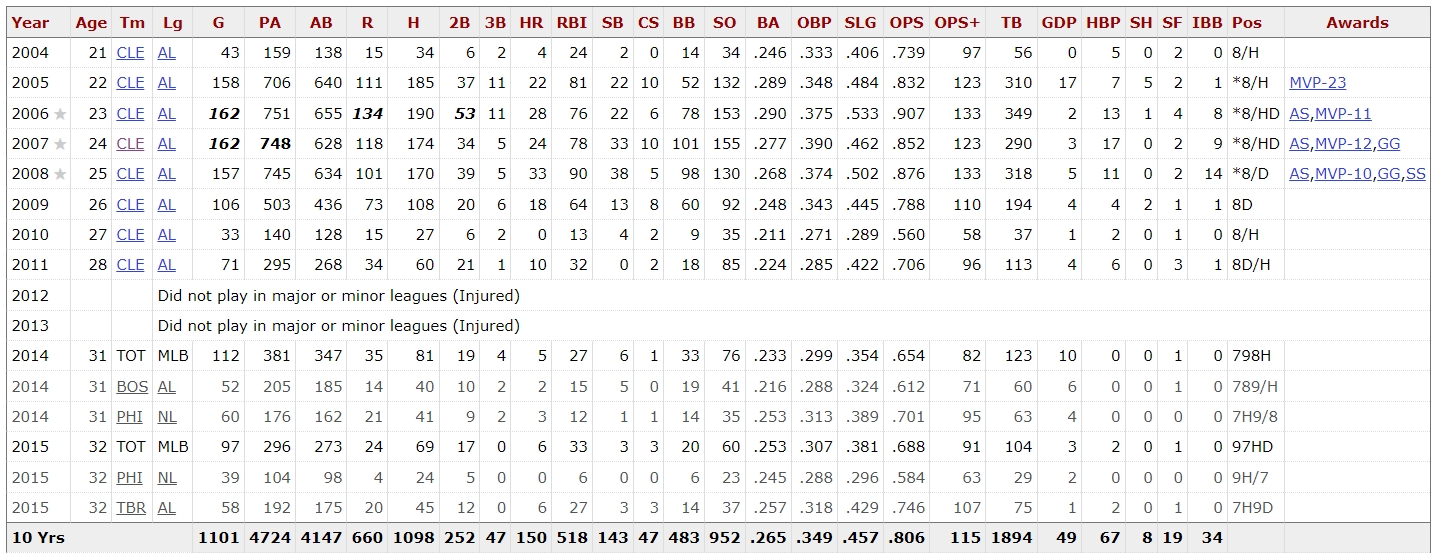 Year Age Tm Lg G PA AB R H 2B 3B HR RBI SB CS BB SO BA OBP SLG OPS OPS+ TB GDP HBP SH SF IBB Pos Awards
2004 21 CLE AL 43 159 138 15 34 6 2 4 24 2 0 14 34 .246 .333 .406 .739 97 56 0 5 0 2 0 8/H
2005 22 CLE AL 158 706 640 111 185 37 11 22 81 22 10 52 132 .289 .348 .484 .832 123 310 17 7 5 2 1 *8/H MVP-23
2006 ★ 23 CLE AL 162 751 655 134 190 53 11 28 76 22 6 78 153 .290 .375 .533 .907 133 349 2 13 1 4 8 *8/HD AS,MVP-11
2007 ★ 24 CLE AL 162 748 628 118 174 34 5 24 78 33 10 101 155 .277 .390 .462 .852 123 290 3 17 0 2 9 *8/HD AS,MVP-12,GG
2008 ★ 25 CLE AL 157 745 634 101 170 39 5 33 90 38 5 98 130 .268 .374 .502 .876 133 318 5 11 0 2 14 *8/D AS,MVP-10,GG,SS
2009 26 CLE AL 106 503 436 73 108 20 6 18 64 13 8 60 92 .248 .343 .445 .788 110 194 4 4 2 1 1 8D
2010 27 CLE AL 33 140 128 15 27 6 2 0 13 4 2 9 35 .211 .271 .289 .560 58 37 1 2 0 1 0 8/H
2011 28 CLE AL 71 295 268 34 60 21 1 10 32 0 2 18 85 .224 .285 .422 .706 96 113 4 6 0 3 1 8D/H
2012 Did not play in major or minor leagues (Injured)
2013 Did not play in major or minor leagues (Injured)
2014 31 TOT MLB 112 381 347 35 81 19 4 5 27 6 1 33 76 .233 .299 .354 .654 82 123 10 0 0 1 0 798H
2014 31 BOS AL 52 205 185 14 40 10 2 2 15 5 0 19 41 .216 .288 .324 .612 71 60 6 0 0 1 0 789/H
2014 31 PHI NL 60 176 162 21 41 9 2 3 12 1 1 14 35 .253 .313 .389 .701 95 63 4 0 0 0 0 7H9/8
2015 32 TOT MLB 97 296 273 24 69 17 0 6 33 3 3 20 60 .253 .307 .381 .688 91 104 3 2 0 1 0 97HD
2015 32 PHI NL 39 104 98 4 24 5 0 0 6 0 0 6 23 .245 .288 .296 .584 63 29 2 0 0 0 0 9H/7
2015 32 TBR AL 58 192 175 20 45 12 0 6 27 3 3 14 37 .257 .318 .429 .746 107 75 1 2 0 1 0 7H9D
10 Yrs 1101 4724 4147 660 1098 252 47 150 518 143 47 483 952 .265 .349 .457 .806 115 1894 49 67 8 19 34